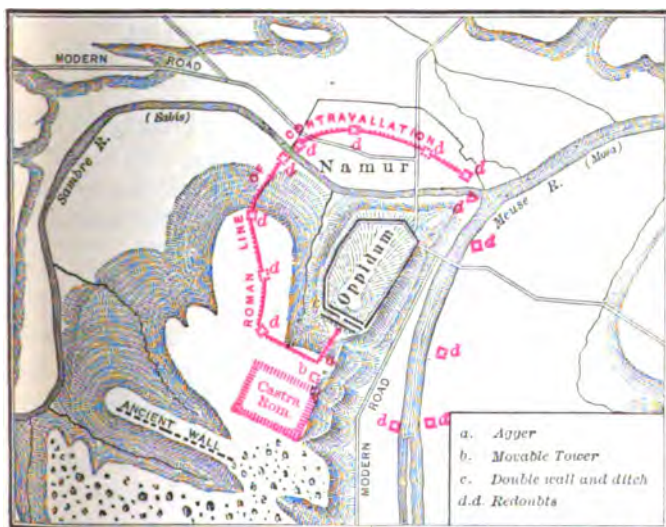 MODERN ROAD
(Sabis)
Sambre R.
ROMAN LINE OF CONTRAVALLATION
Namur
Meuse R.
(Mosa)
d
d
d
d
d
d
d
d
d
d
d
d
d
Oppidum
c
a
b
Castra
Rom.
ANCIENT WALL
MODERN ROAD
a. Agger
b. Movable Tower
c. Double wall and ditch
d.d. Redoubts